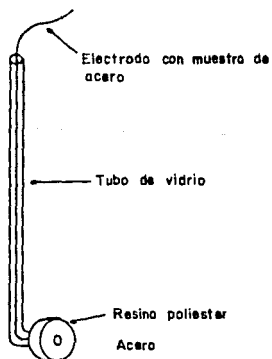 Electrodo con muestra de
acero
Tubo de vidrio
Resina poliester
Acero